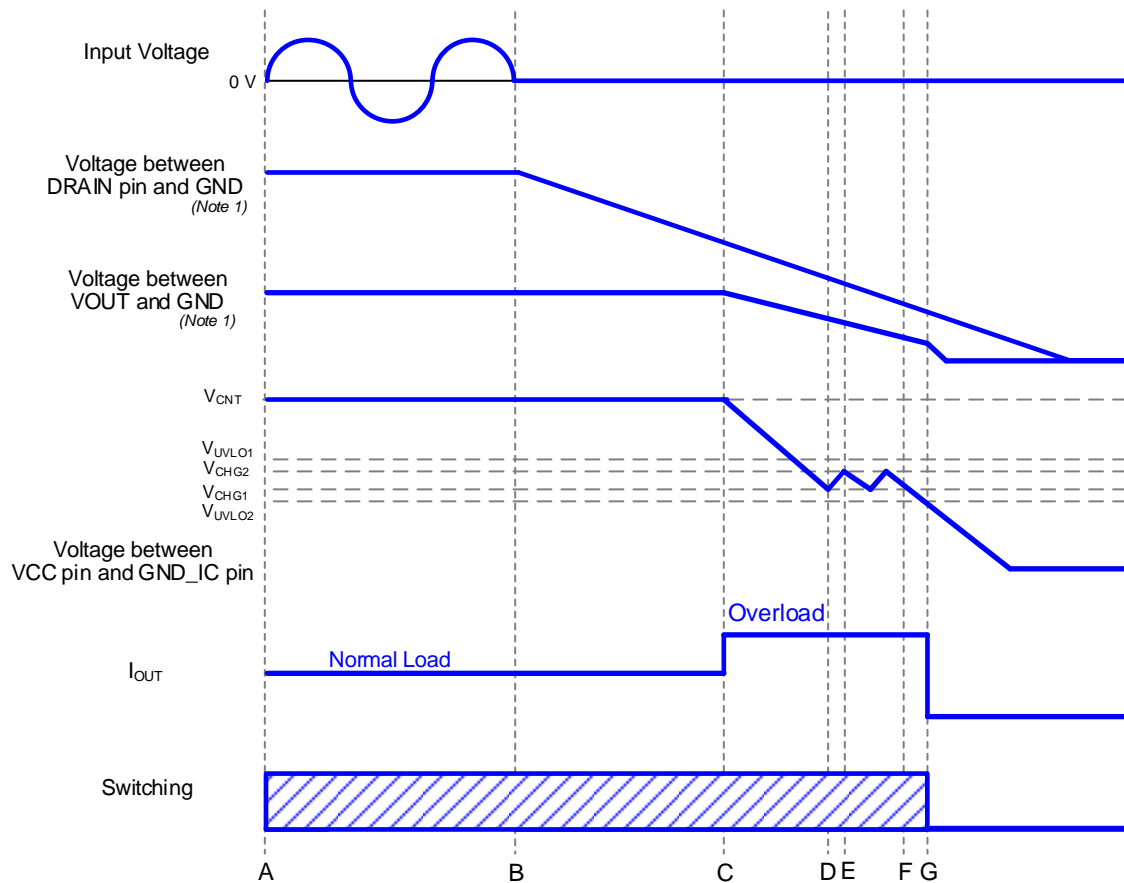 Input Voltage
0 V
Voltage between
DRAIN pin and GND
(Note 1)
Voltage between
VOUT and GND
(Note 1)
VCNT
VUVLO1
VCHG2
VCHG1
VUVLO2
Voltage between
VCC pin and GND_IC pin
Overload
Normal Load
IOUT
Switching
A B C D E F G